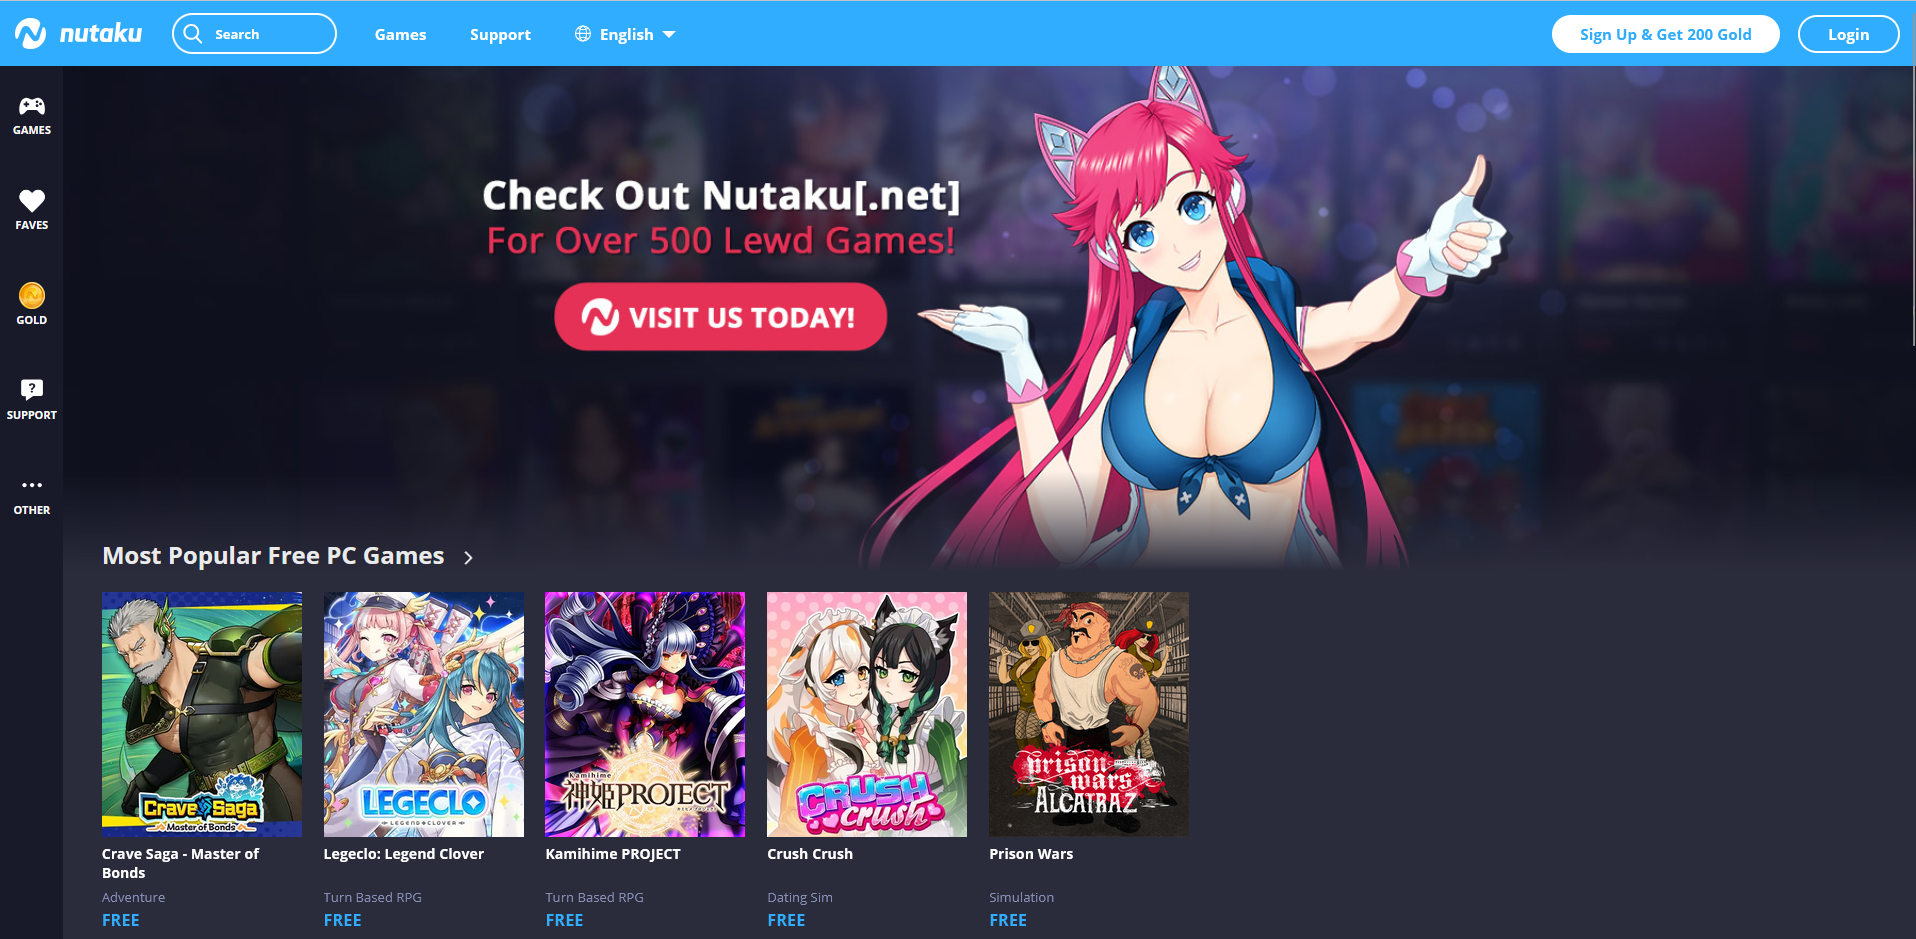 nutaku
Search
Games
Support
English
Sign Up & Get 200 Gold
Login
GAMES
FAVES
GOLD
SUPPORT
OTHER
Check Out Nutaku[.net]
For Over 500 Lewd Games!
VISIT US TODAY!
Most Popular Free PC Games
Crave Saga
Master of Bonds
LEGECLO
LEGEND CLOVER
Kamihime
神姫PROJECT
CRUSH
crush
prison
wars
ALCATRAZ
Crave Saga - Master of
Bonds
Adventure
FREE
Legeclo: Legend Clover
Turn Based RPG
FREE
Kamihime PROJECT
Turn Based RPG
FREE
Crush Crush
Dating Sim
FREE
Prison Wars
Simulation
FREE